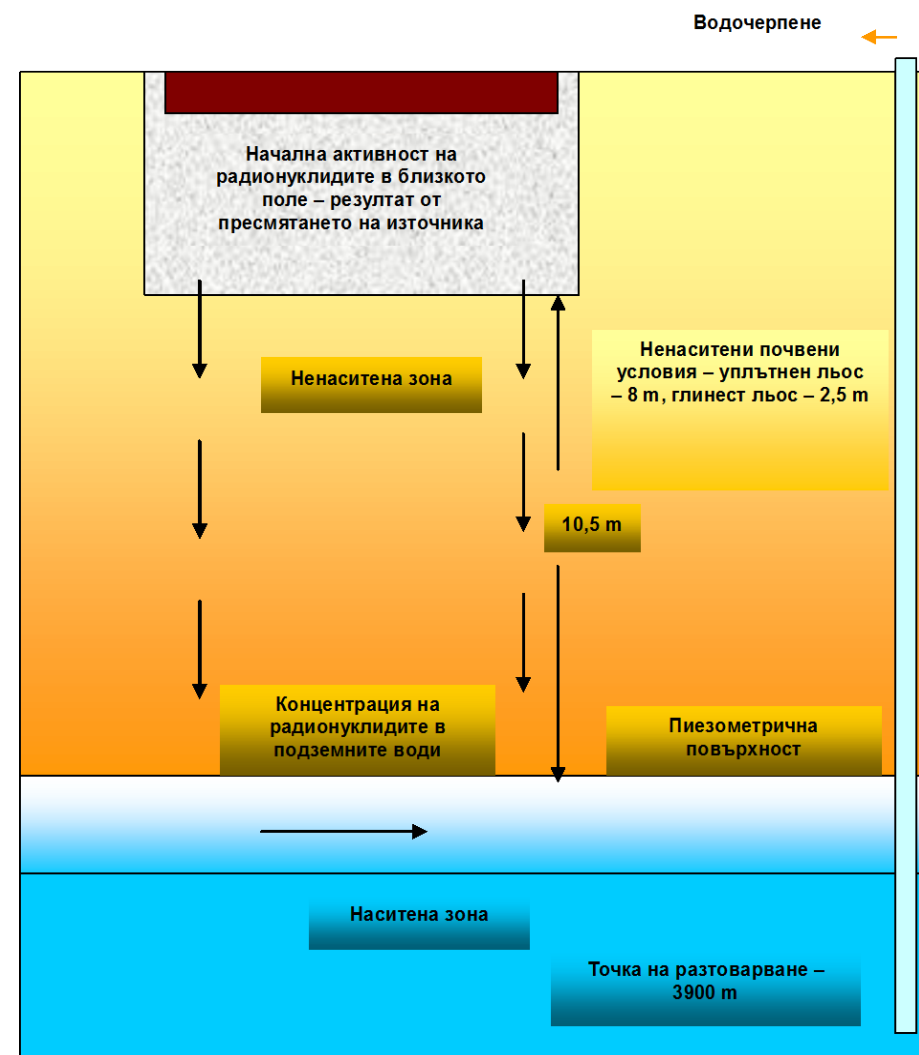 Водочерпене
Начална активност на
радионуклидите в близкото
поле – резултат от
пресмятането на източника
Ненаситени почвени
условия – уплътнен льос
– 8 m, глинест льос – 2,5 m
Ненаситена зона
10,5 m
Концентрация на
радионуклидите в
подземните води
Пиезометрична
повърхност
Наситена зона
Точка на разтоварване –
3900 m